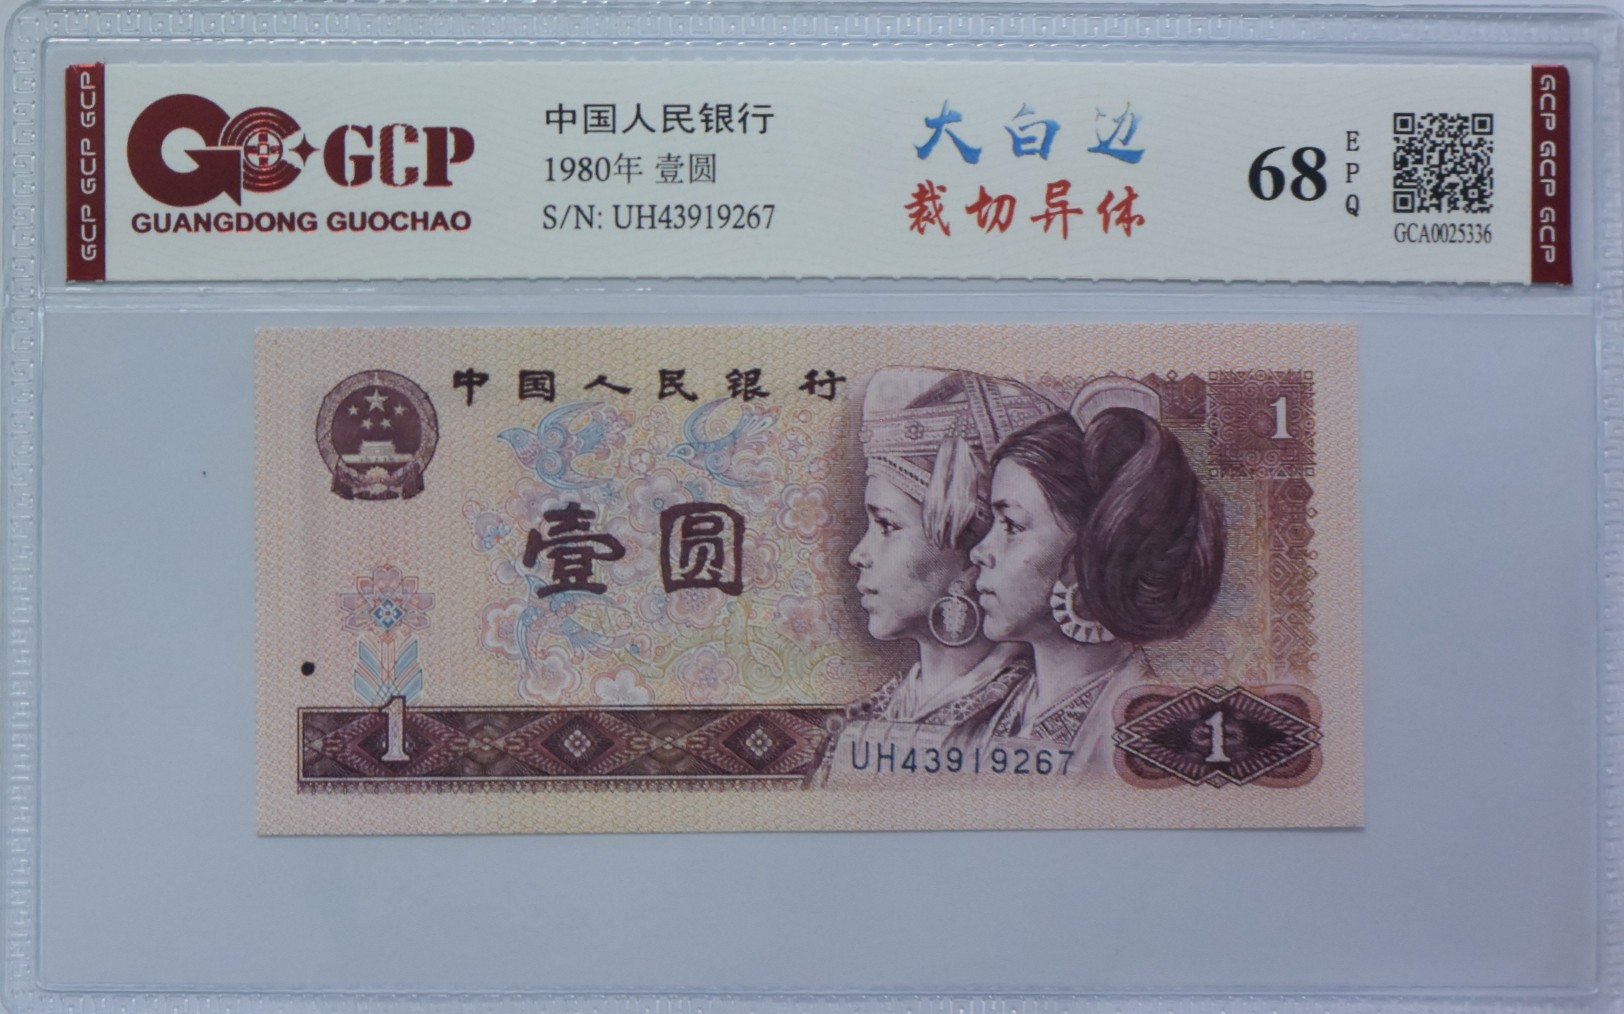 GCP GCP GCP
GCP
GUANGDONG GUOCHAO
中国人民银行
1980年 壹圆
S/N: UH43919267
大白边
裁切异体
68
EPQ
GCA0025336
GCP GCP GCP
中国人民银行
1
壹圆
1
UH43919267
1